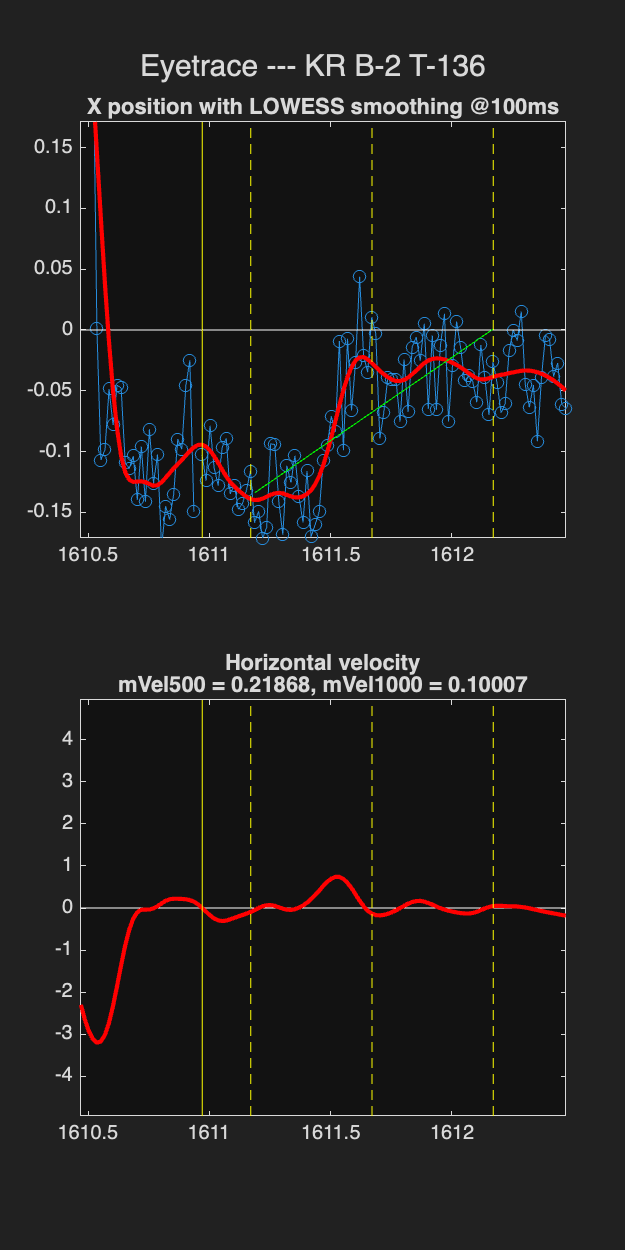 Eyetrace --- KR B-2 T-136
X position with LOWESS smoothing @100ms
0.15
0.1
0.05
0
-0.05
-0.1
-0.15
1610.5 1611 1611.5 1612
Horizontal velocity
mVel500 = 0.21868, mVel1000 = 0.10007
4
3
2
1
0
-1
-2
-3
-4
1610.5 1611 1611.5 1612